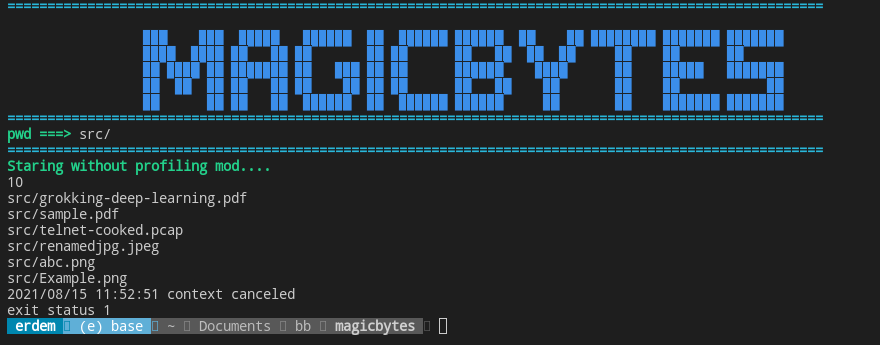 MAGICBYTES
pwd ===> src/
Staring without profiling mod....
10
src/grokking-deep-learning.pdf
src/sample.pdf
src/telnet-cooked.pcap
src/renamedjpg.jpeg
src/abc.png
src/Example.png
2021/08/15 11:52:51 context canceled
exit status 1
erdem (e) base ~ Documents bb magicbytes